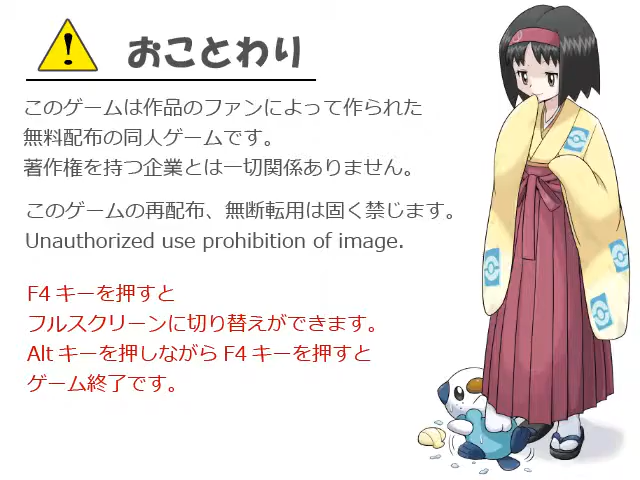 おことわり
このゲームは作品のファンによって作られた
無料配布の同人ゲームです。
著作権を持つ企業とは一切関係ありません。
このゲームの再配布、無断転用は固く禁じます。
Unauthorized use prohibition of image.
F4 キーを押すと
フルスクリーンに切り替えができます。
Alt キーを押しながら F4 キーを押すと
ゲーム終了です。